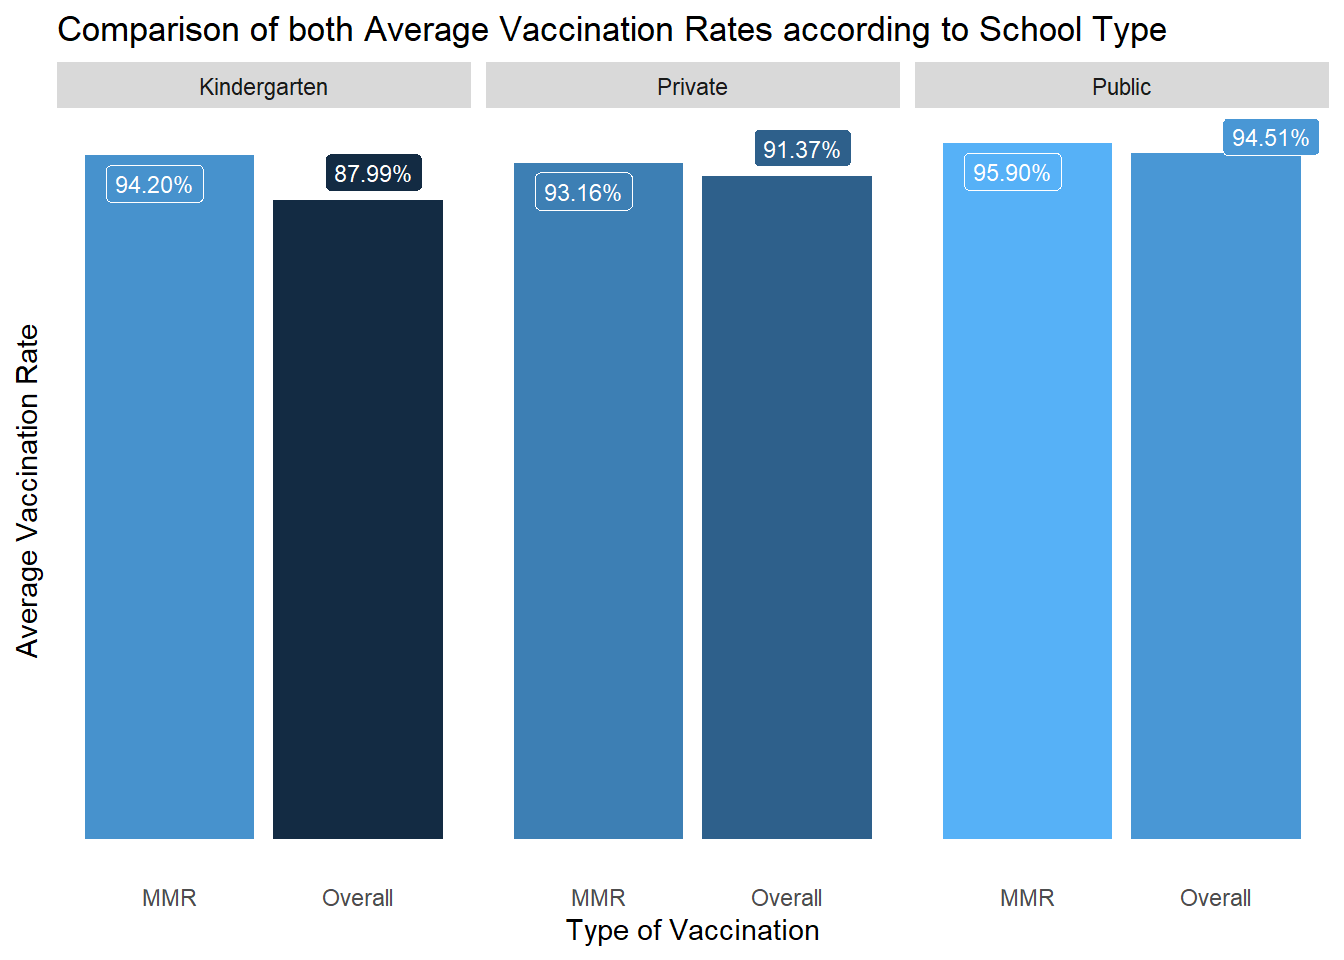 Comparison of both Average Vaccination Rates according to School Type
Kindergarten
Private
Public
94.20%
87.99%
93.16%
91.37%
95.90%
94.51%
Average Vaccination Rate
MMR
Overall
MMR
Overall
MMR
Overall
Type of Vaccination